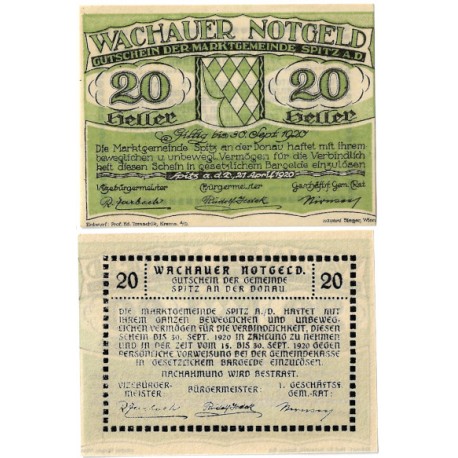 WACHAUER NOTGELD
GUTSCHEIN DER MARKTGEMEINDE SPITZ A.D.
20 20
Heller Heller
Giltig bis 30. Sept. 1920
Die Marktgemeinde Spitz an der Donau haftet mit ihrem
beweglichen u. unbewegl. Vermögen für die Verbindlich-
keit diesen Schein in gesetzlichem Bargelde einzulösen.
Spitz a.d.D. 21. April 1920
Vizebürgermeister Bürgermeister Geschäftsf. Gem. Rat
20 WACHAUER NOTGELD. 20
GUTSCHEIN DER GEMEINDE
SPITZ AN DER DONAU.
DIE MARKTGEMEINDE SPITZ A./D. HAFTET MIT
IHREM GANZEN BEWEGLICHEN UND UNBEWEG-
LICHEN VERMÖGEN FÜR DIE VERBINDLICHKEIT, DIESEN
SCHEIN BIS 30. SEPT. 1920 IN ZAHLUNG ZU NEHMEN
UND IN DER ZEIT VOM 15. BIS 30. SEPT. 1920 GEGEN
PERSÖNLICHE VORWEISUNG BEI DER GEMEINDEKASSE
IN GESETZLICHEM BARGELDE EINZULÖSEN.
NACHAHMUNG WIRD BESTRAFT.
VIZEBÜRGER- BÜRGERMEISTER: 1. GESCHÄFTSF.
MEISTER: GEM.-RAT: